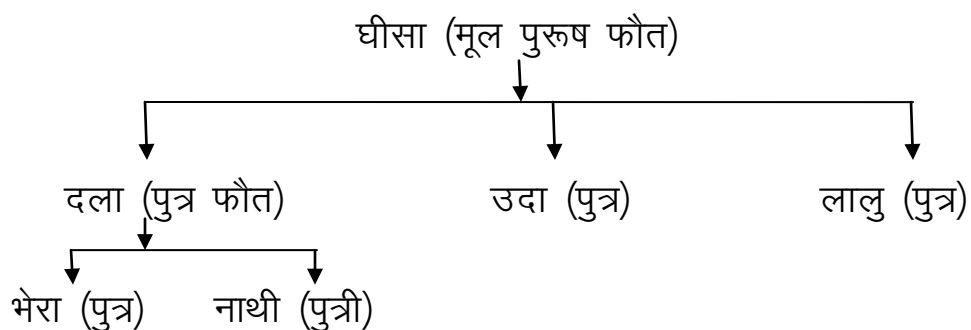 घीसा (मूल पुरूष फौत)
दला (पुत्र फौत) उदा (पुत्र) लालु (पुत्र)
भेरा (पुत्र) नाथी (पुत्री)